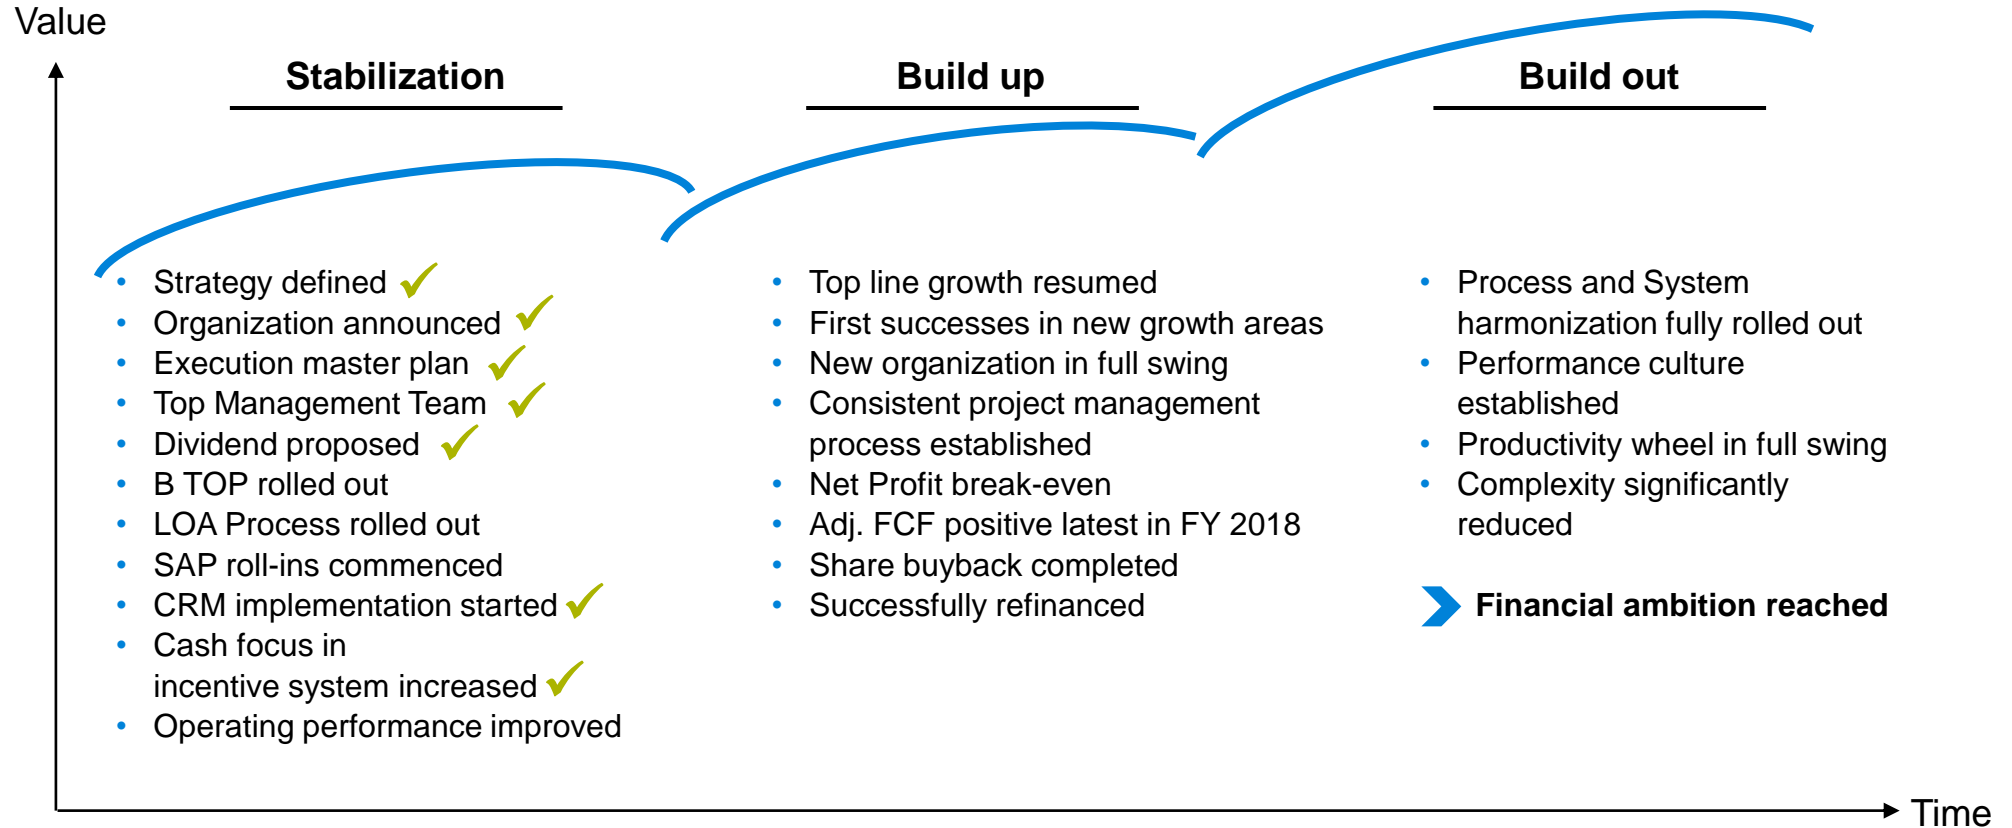 Value
Stabilization
• Strategy defined
• Organization announced
• Execution master plan
• Top Management Team
• Dividend proposed
• B TOP rolled out
• LOA Process rolled out
• SAP roll-ins commenced
• CRM implementation started
• Cash focus in
incentive system increased
• Operating performance improved
Build up
• Top line growth resumed
• First successes in new growth areas
• New organization in full swing
• Consistent project management
process established
• Net Profit break-even
• Adj. FCF positive latest in FY 2018
• Share buyback completed
• Successfully refinanced
Build out
• Process and System
harmonization fully rolled out
• Performance culture
established
• Productivity wheel in full swing
• Complexity significantly
reduced
Financial ambition reached
Time